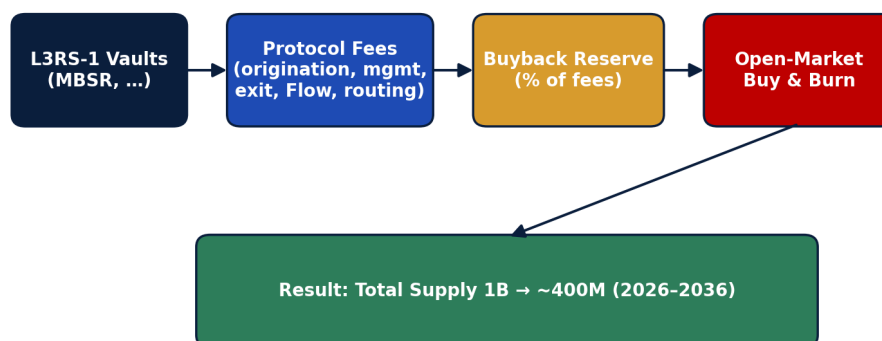 L3RS-1 Vaults
(MBSR, …)
Protocol Fees
(origination, mgmt,
exit, Flow, routing)
Buyback Reserve
(% of fees)
Open-Market
Buy & Burn
Result: Total Supply 1B → ~400M (2026–2036)